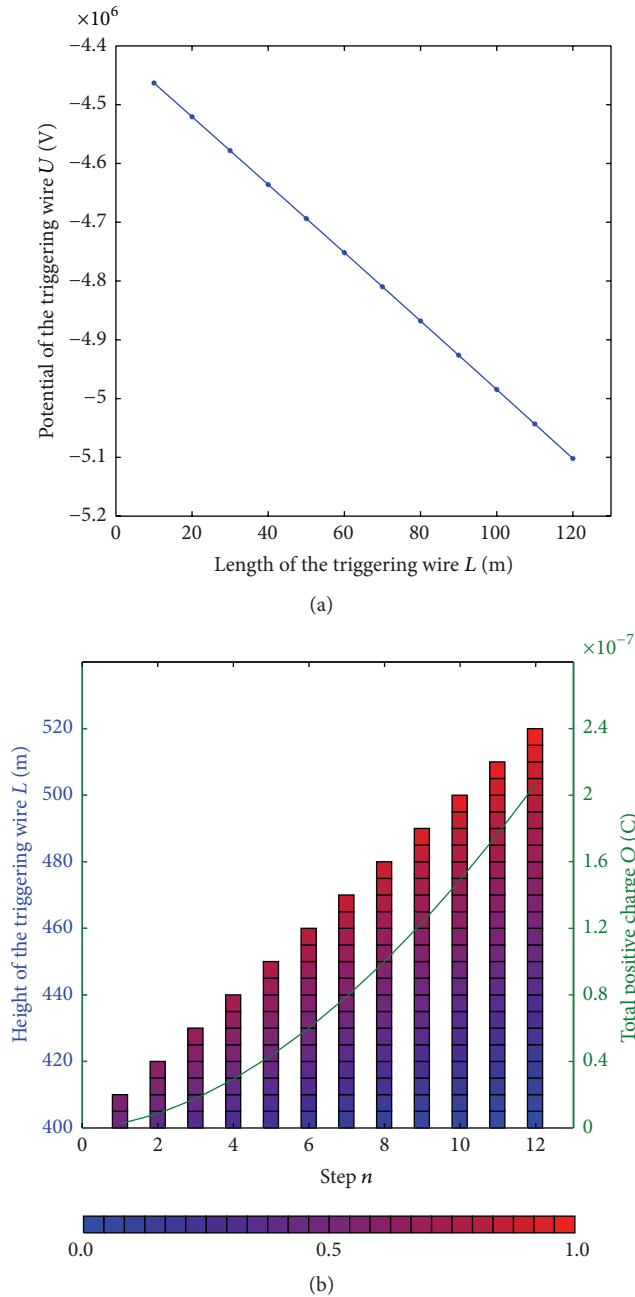 ×10⁶
−4.4
−4.5
−4.6
−4.7
−4.8
−4.9
−5
−5.1
−5.2
Potential of the triggering wire U (V)
0 20 40 60 80 100 120
Length of the triggering wire L (m)
(a)
×10⁻⁷
520
500
480
460
440
420
400
Height of the triggering wire L (m)
2.4
2
1.6
1.2
0.8
0.4
0
Total positive charge Q (C)
0 2 4 6 8 10 12
Step n
0.0 0.5 1.0
(b)